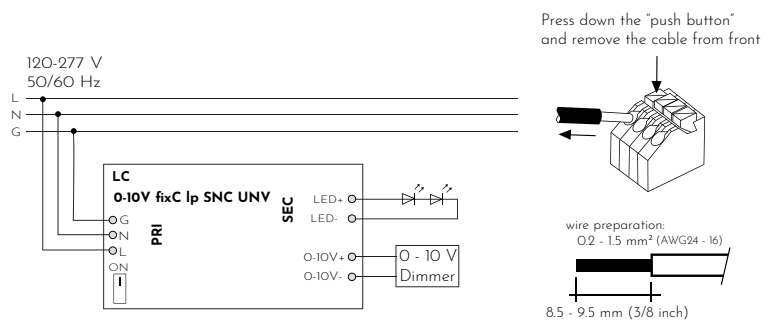 Press down the "push button"
and remove the cable from front
120-277 V
50/60 Hz
L
N
G
LC
0-10V fixC lp SNC UNV
PRI
SEC
G
N
L
ON
I
LED+
LED-
0-10V+
0-10V-
0 - 10 V
Dimmer
wire preparation:
0.2 - 1.5 mm² (AWG24 - 16)
8.5 - 9.5 mm (3/8 inch)